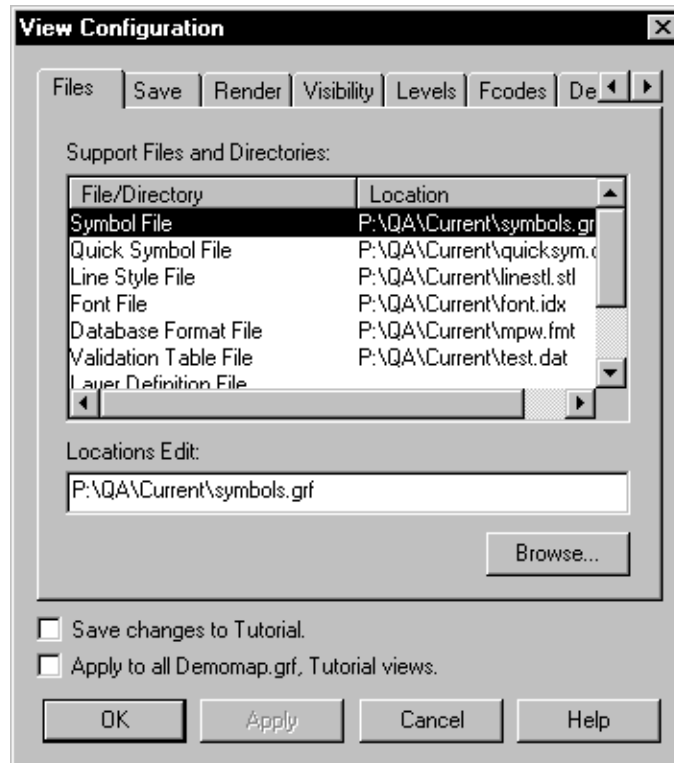 View Configuration
Files Save Render Visibility Levels Fcodes De
Support Files and Directories:
File/Directory Location
Symbol File P:\QA\Current\symbols.gr
Quick Symbol File P:\QA\Current\quicksym.
Line Style File P:\QA\Current\linestl.stl
Font File P:\QA\Current\font.idx
Database Format File P:\QA\Current\mpw.fmt
Validation Table File P:\QA\Current\test.dat
Layer Definition File
Locations Edit:
P:\QA\Current\symbols.grf
Browse...
Save changes to Tutorial.
Apply to all Demomap.grf, Tutorial views.
OK Apply Cancel Help